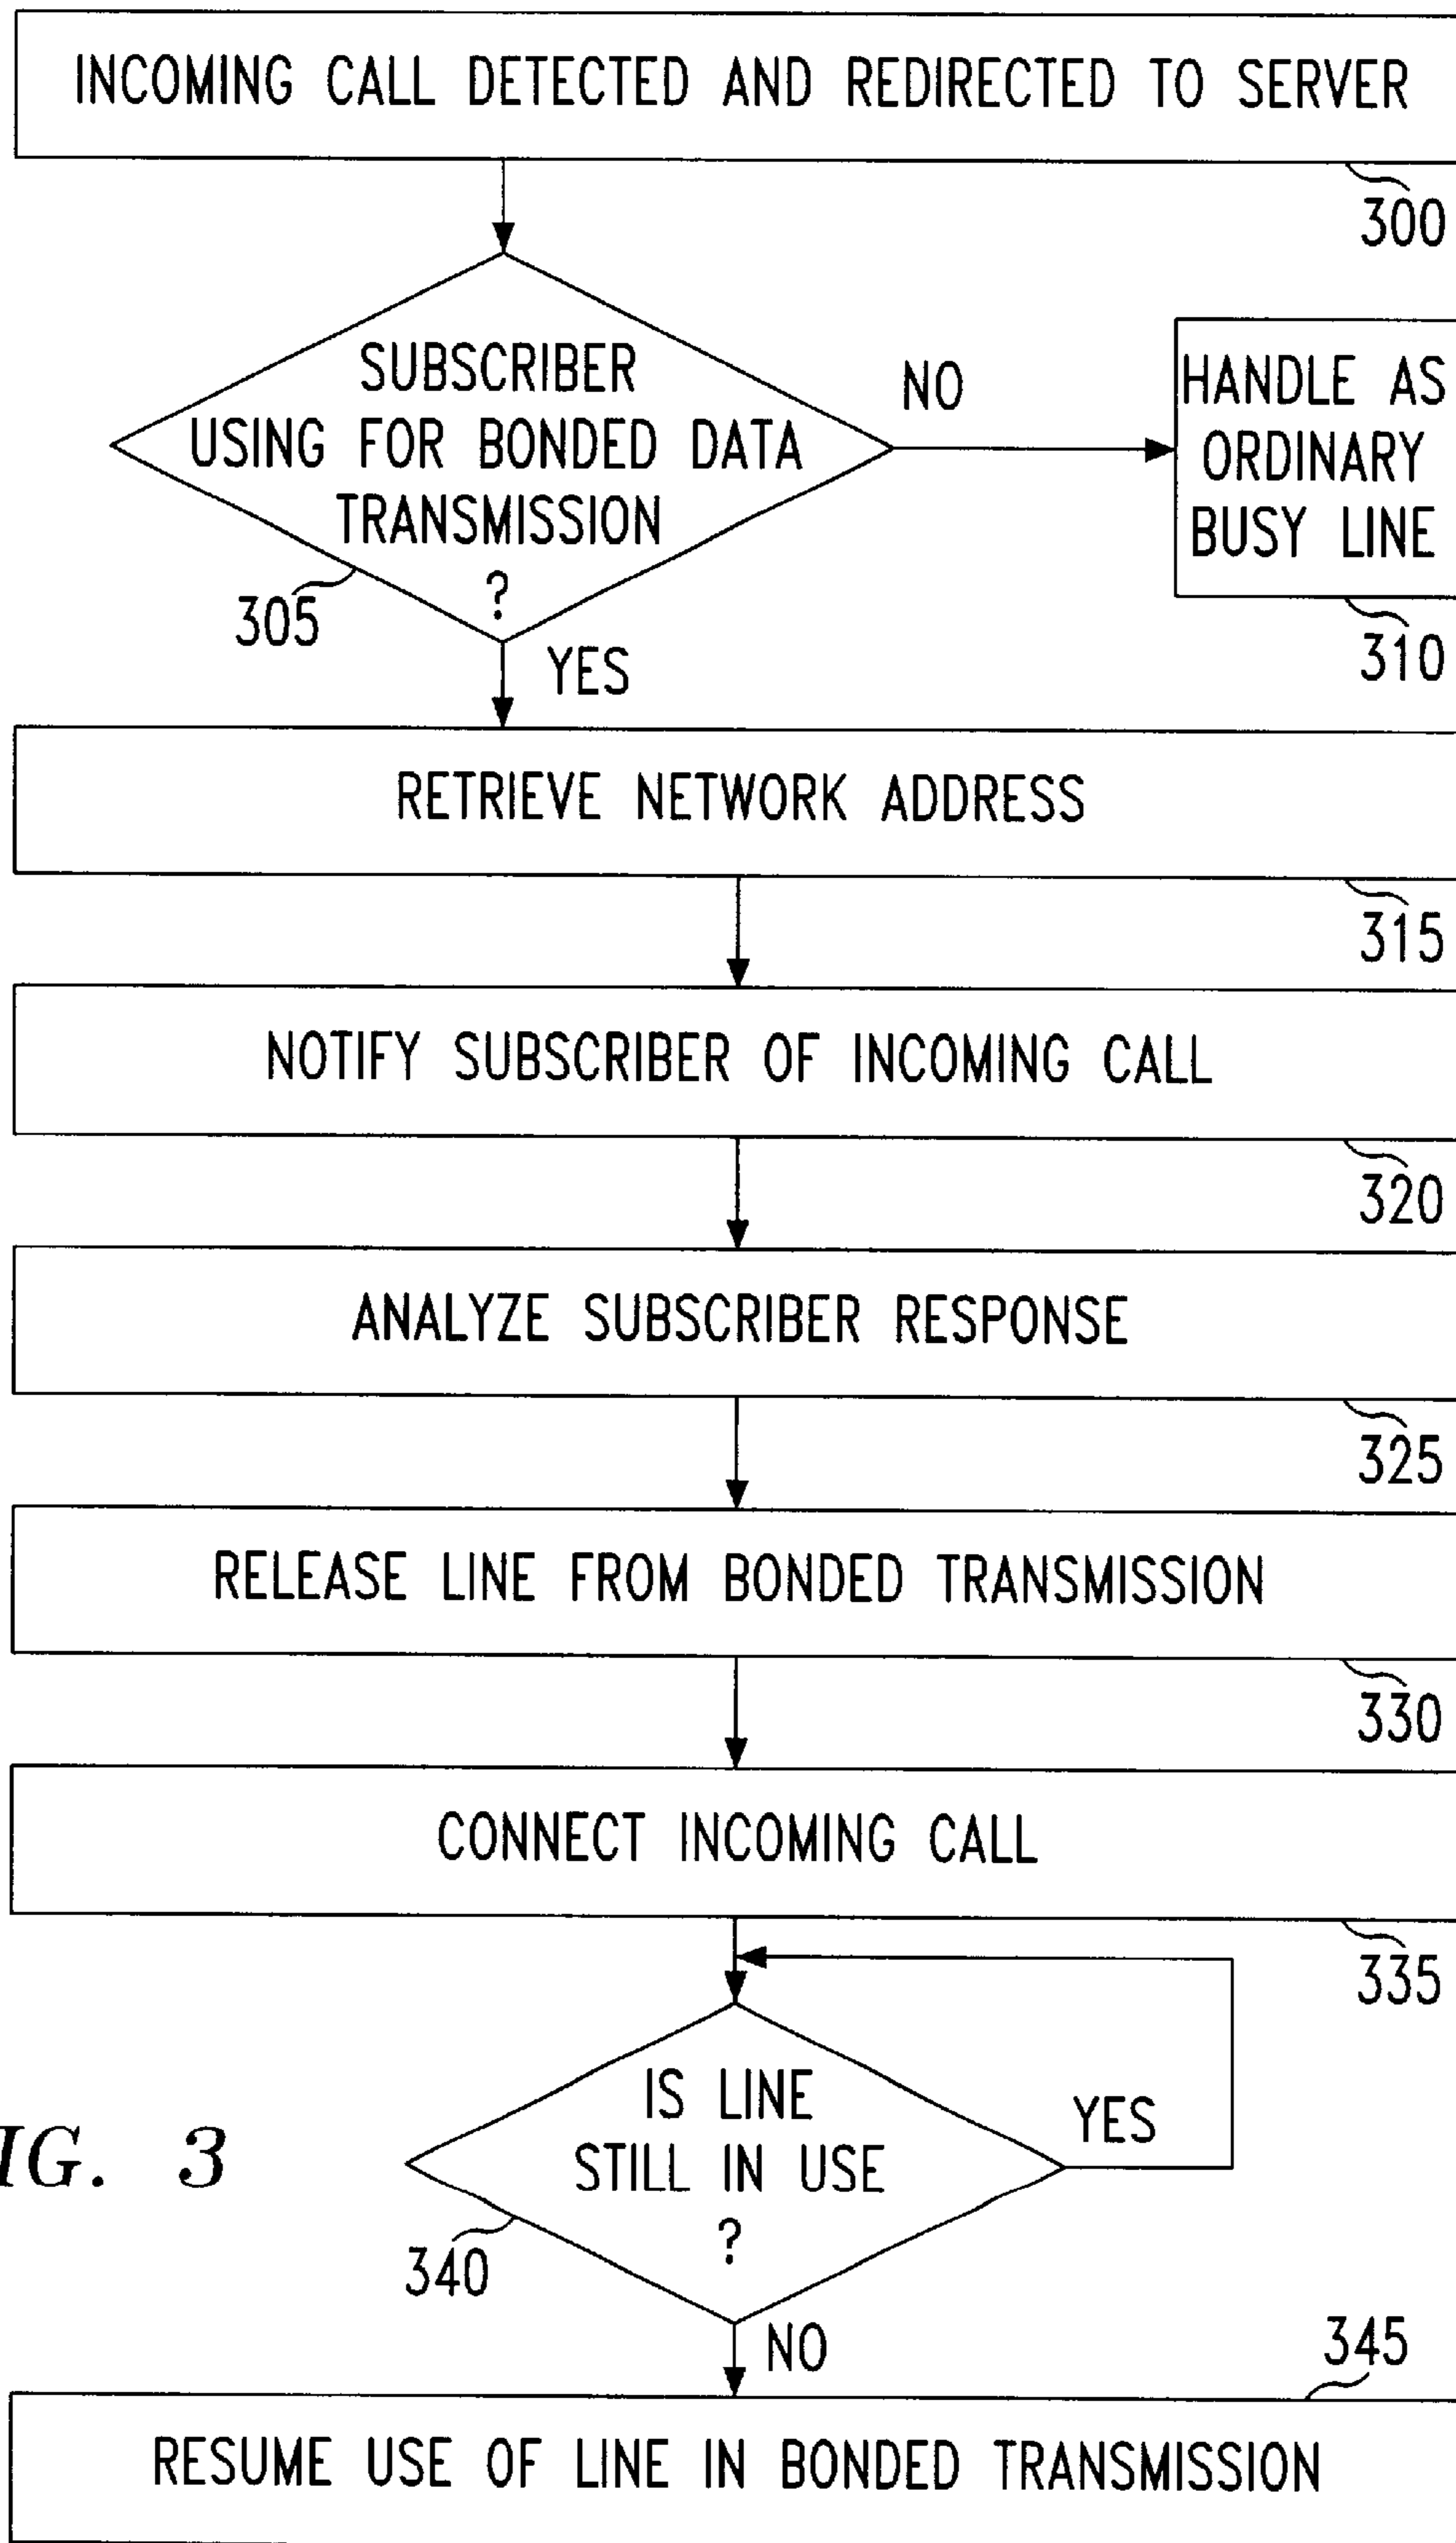 INCOMING CALL DETECTED AND REDIRECTED TO SERVER
300
SUBSCRIBER
USING FOR BONDED DATA
TRANSMISSION
?
305
NO
HANDLE AS
ORDINARY
BUSY LINE
310
YES
RETRIEVE NETWORK ADDRESS
315
NOTIFY SUBSCRIBER OF INCOMING CALL
320
ANALYZE SUBSCRIBER RESPONSE
325
RELEASE LINE FROM BONDED TRANSMISSION
330
CONNECT INCOMING CALL
335
IS LINE
STILL IN USE
?
YES
340
IG. 3
NO
345
RESUME USE OF LINE IN BONDED TRANSMISSION